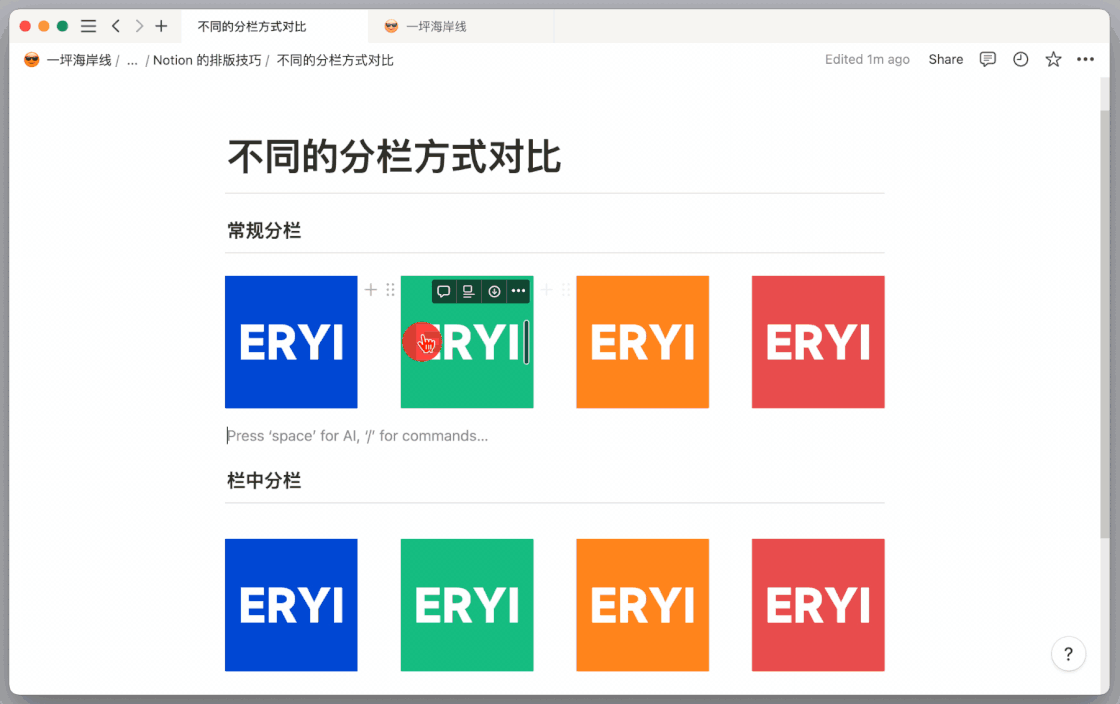 不同的分栏方式对比
一坪海岸线
一坪海岸线 / ... / Notion 的排版技巧 / 不同的分栏方式对比
Edited 1m ago Share
不同的分栏方式对比
常规分栏
ERYI ERYI ERYI ERYI
Press ‘space’ for AI, ‘/’ for commands...
栏中分栏
ERYI ERYI ERYI ERYI
?